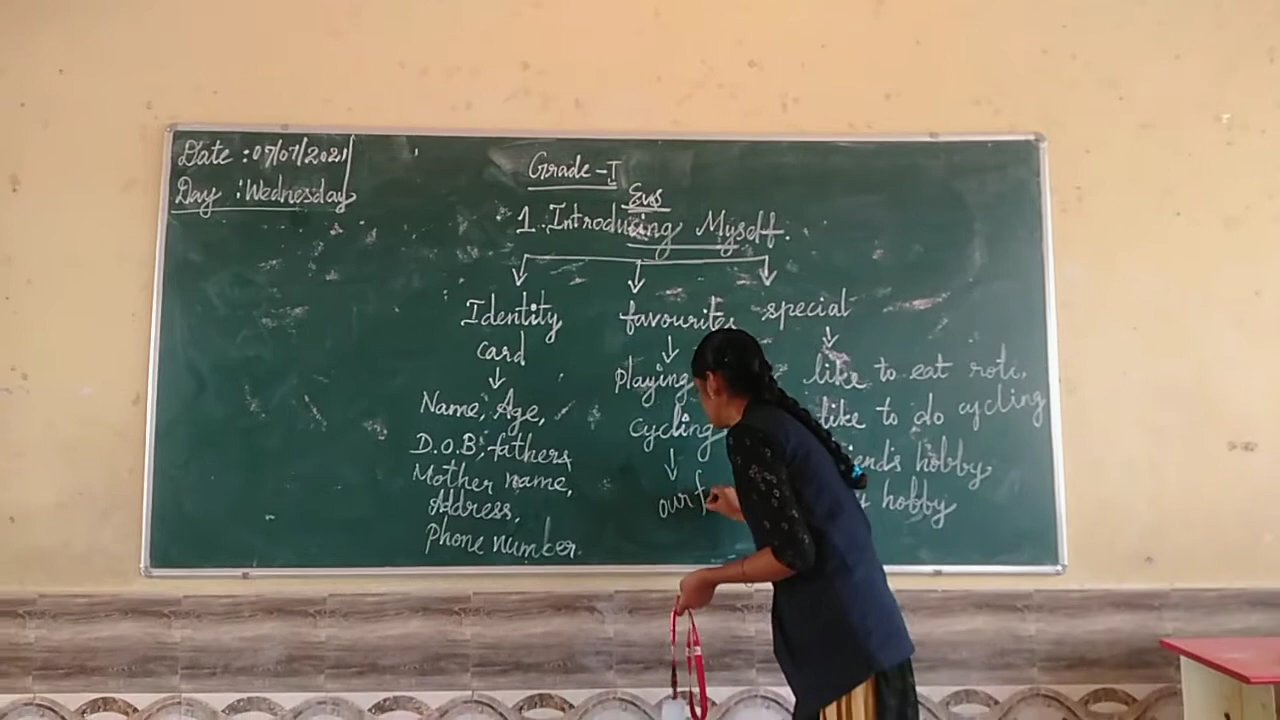 Date : 07/07/2021
Day : Wednesday
Grade - I
Evs
1. Introducing Myself.
Identity
card
Name, Age,
D.O.B, fathers
Mother name,
Address,
Phone number.
favourites
playing
cycling
our f
special
like to eat roti,
like to do cycling
hobby
hobby